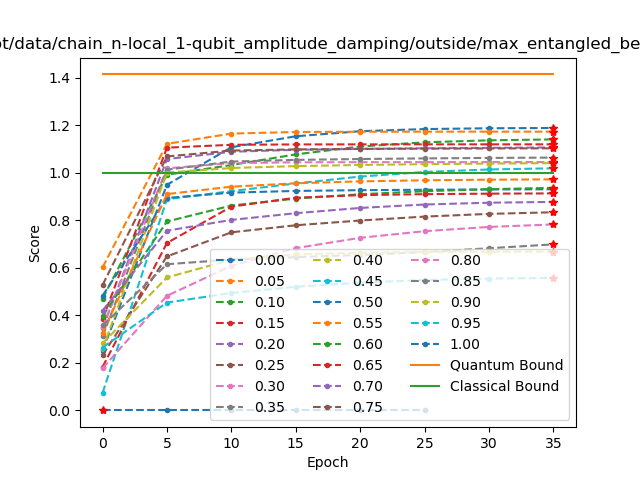 ot/data/chain_n-local_1-qubit_amplitude_damping/outside/max_entangled_be
Score
1.4
1.2
1.0
0.8
0.6
0.4
0.2
0.0
0.00 0.40 0.80
0.05 0.45 0.85
0.10 0.50 0.90
0.15 0.55 0.95
0.20 0.60 1.00
0.25 0.65 Quantum Bound
0.30 0.70 Classical Bound
0.35 0.75
0 5 10 15 20 25 30 35
Epoch